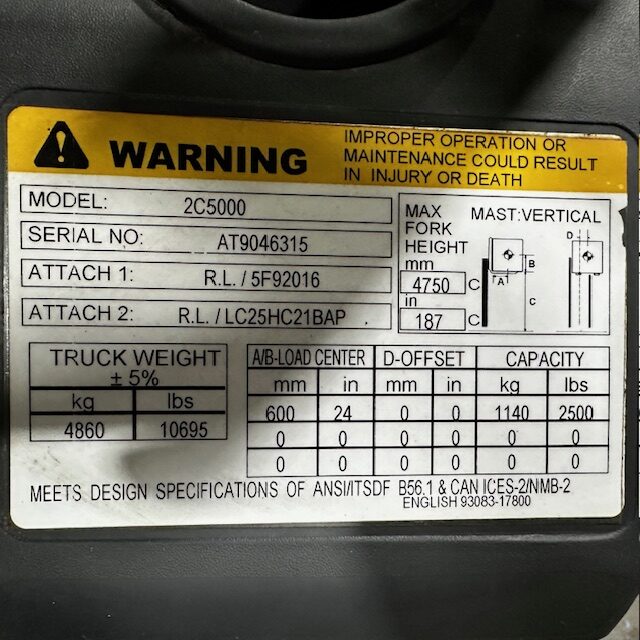 WARNING
IMPROPER OPERATION OR
MAINTENANCE COULD RESULT
IN INJURY OR DEATH
MODEL: 2C5000
SERIAL NO: AT9046315
ATTACH 1: R.L. / 5F92016
ATTACH 2: R.L. / LC25HC21BAP
MAX
FORK
HEIGHT
mm
4750 C
in
187 C
MAST:VERTICAL
D
B
A
C
TRUCK WEIGHT
± 5%
kg lbs
4860 10695
A/B-LOAD CENTER D-OFFSET CAPACITY
mm in mm in kg lbs
600 24 0 0 1140 2500
0 0 0 0 0 0
0 0 0 0 0 0
MEETS DESIGN SPECIFICATIONS OF ANSI/ITSDF B56.1 & CAN ICES-2/NMB-2
ENGLISH 93083-17800